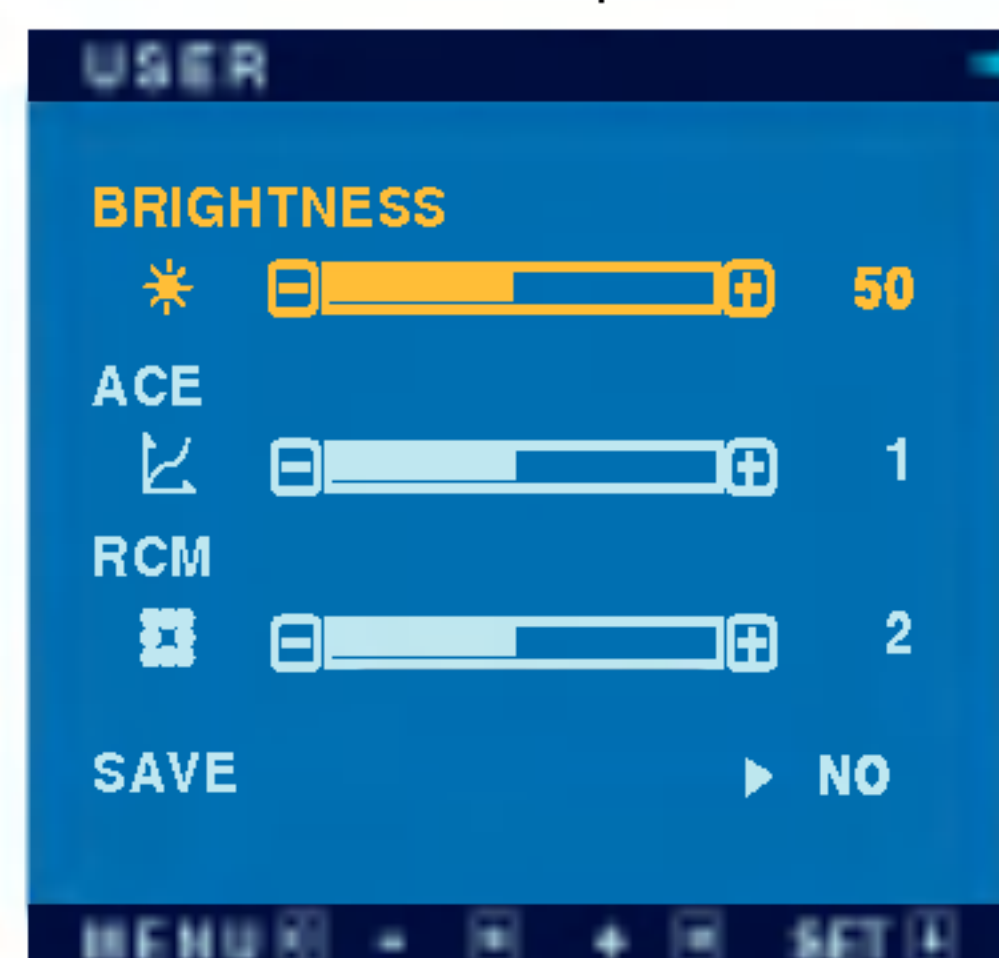 USER
BRIGHTNESS
50
ACE
1
RCM
2
SAVE NO
MENU - + SET